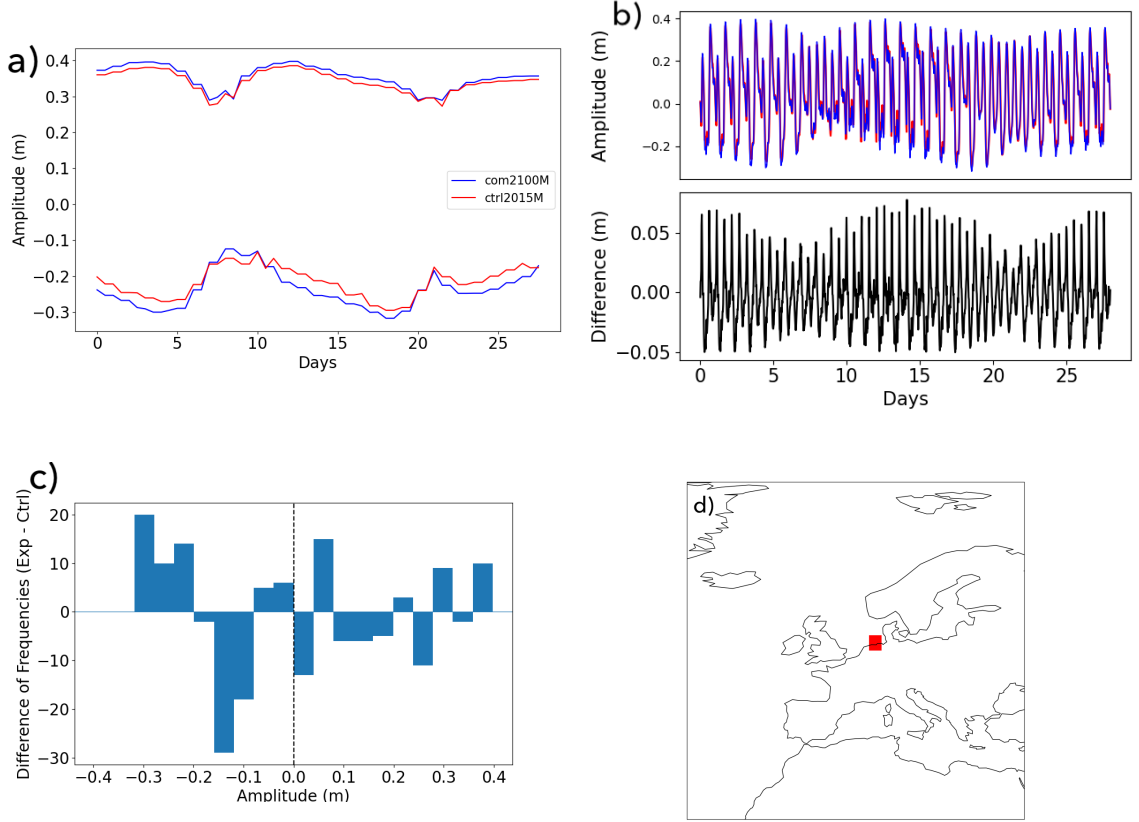 a)
0.4
0.3
0.2
0.1
0.0
−0.1
−0.2
−0.3
Amplitude (m)
com2100M
ctrl2015M
0 5 10 15 20 25
Days
b)
0.4
0.2
0.0
−0.2
Amplitude (m)
0.05
0.00
−0.05
Difference (m)
0 5 10 15 20 25
Days
c)
20
10
0
−10
−20
−30
Difference of Frequencies (Exp - Ctrl)
−0.4 −0.3 −0.2 −0.1 0.0 0.1 0.2 0.3 0.4
Amplitude (m)
d)